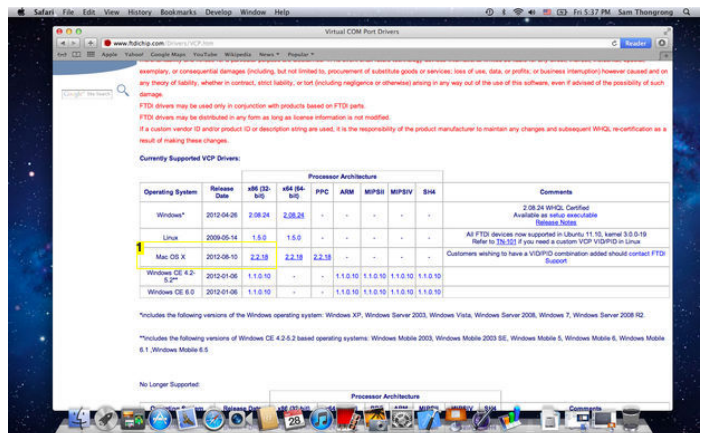 Safari File Edit View History Bookmarks Develop Window Help Fri 5:37 PM Sam Thongrong
Virtual COM Port Drivers
www.ftdichip.com/Drivers/VCP.htm Reader
Apple Yahoo! Google Maps YouTube Wikipedia News Popular
exemplary, or consequential damages (including, but not limited to, procurement of substitute goods or services; loss of use, data, or profits; or business interruption) however caused and on
any theory of liability, whether in contract, strict liability, or tort (including negligence or otherwise) arising in any way out of the use of this software, even if advised of the possibility of such
damage.
FTDI drivers may be used only in conjunction with products based on FTDI parts.
FTDI drivers may be distributed in any form as long as license information is not modified.
If a custom vendor ID and/or product ID or description string are used, it is the responsibility of the product manufacturer to maintain any changes and subsequent WHQL re-certification as a
result of making these changes.
Currently Supported VCP Drivers:
Processor Architecture
Operating System Release Date x86 (32-bit) x64 (64-bit) PPC ARM MIPSII MIPSIV SH4 Comments
Windows* 2012-04-26 2.08.24 2.08.24 - - - - - 2.08.24 WHQL Certified
Available as setup executable
Release Notes
Linux 2009-05-14 1.5.0 1.5.0 - - - - - All FTDI devices now supported in Ubuntu 11.10, kernel 3.0.0-19
Refer to TN-101 if you need a custom VCP VID/PID in Linux
1
Mac OS X 2012-08-10 2.2.18 2.2.18 2.2.18 - - - - Customers wishing to have a VID/PID combination added should contact FTDI
Support
Windows CE 4.2-5.2** 2012-01-06 1.1.0.10 - - 1.1.0.10 1.1.0.10 1.1.0.10 1.1.0.10
Windows CE 6.0 2012-01-06 1.1.0.10 - - 1.1.0.10 1.1.0.10 1.1.0.10 1.1.0.10
*includes the following versions of the Windows operating system: Windows XP, Windows Server 2003, Windows Vista, Windows Server 2008, Windows 7, Windows Server 2008 R2.
**includes the following versions of Windows CE 4.2-5.2 based operating systems: Windows Mobile 2003, Windows Mobile 2003 SE, Windows Mobile 5, Windows Mobile 6, Windows Mobile
6.1 ,Windows Mobile 6.5
No Longer Supported:
Processor Architecture
28